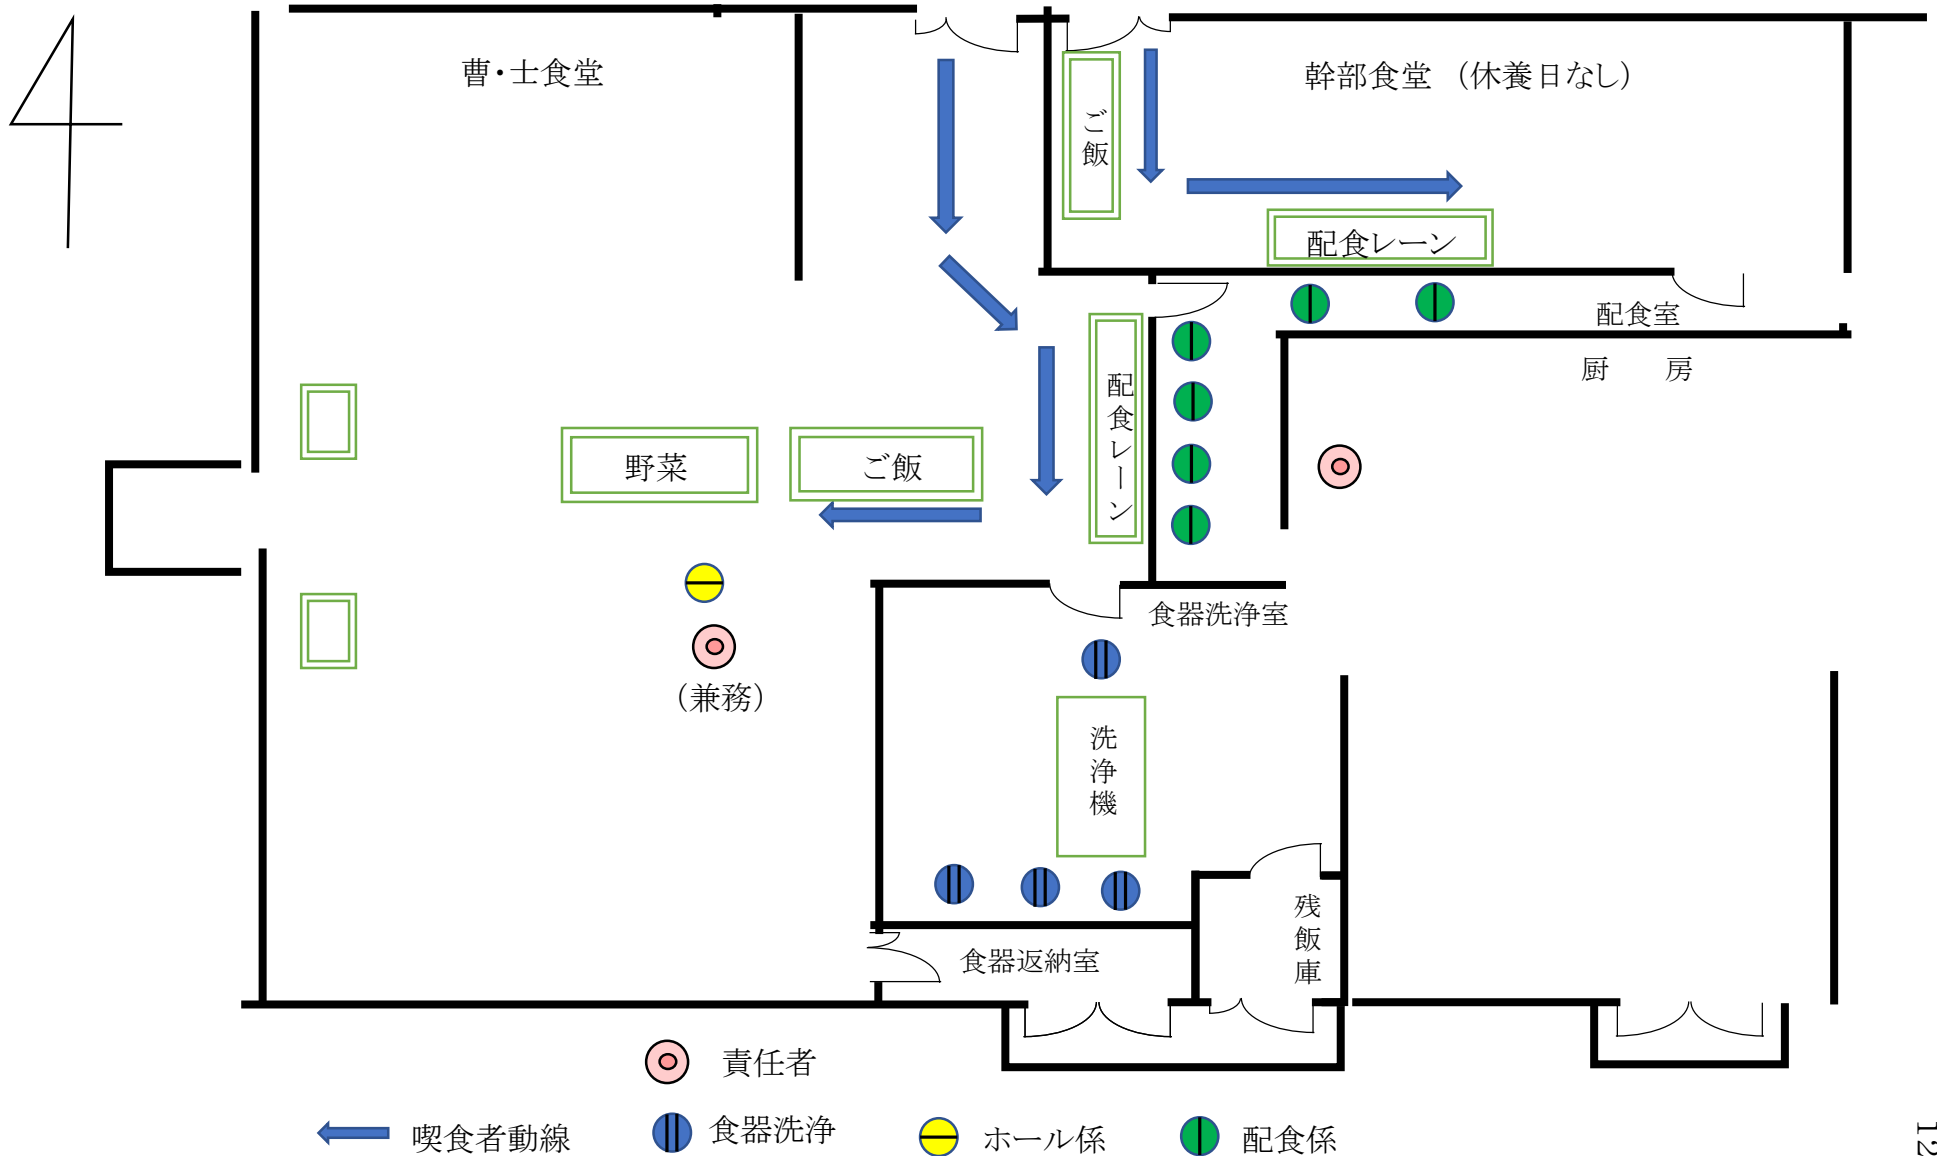 曹・士食堂
幹部食堂（休養日なし）
ご飯
配食レーン
配食室
厨　房
配食レーン
野菜
ご飯
食器洗浄室
（兼務）
洗浄機
残飯庫
食器返納室
責任者
喫食者動線
食器洗浄
ホール係
配食係
12